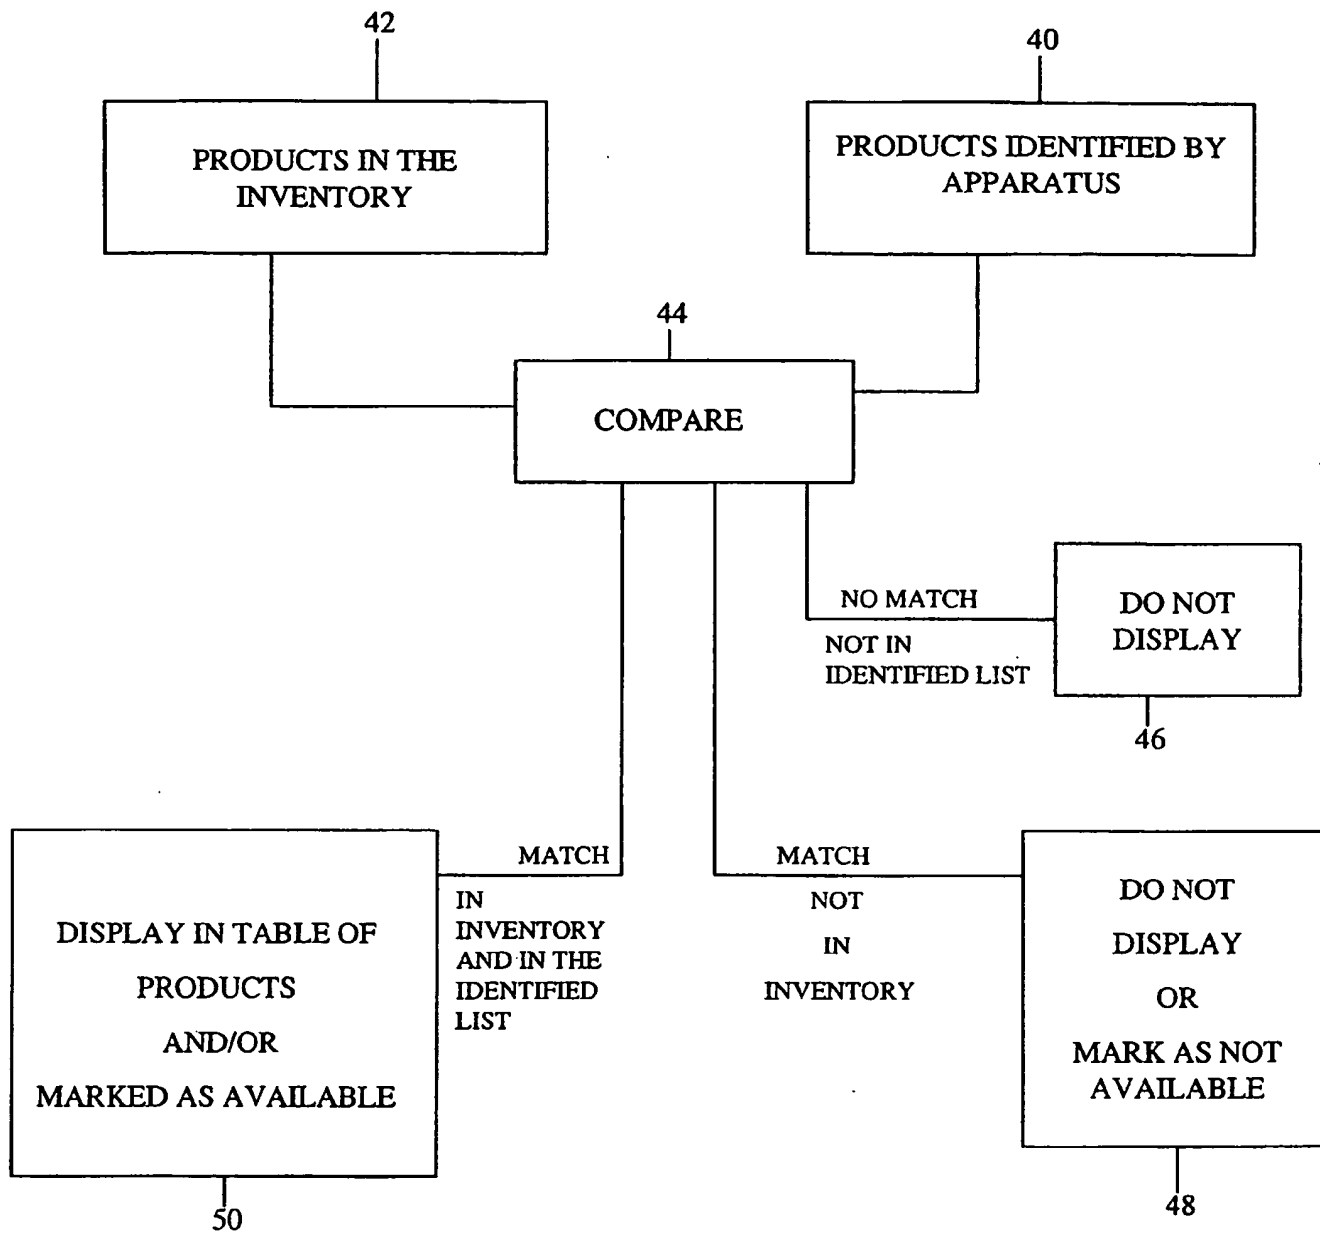 42
40
PRODUCTS IN THE
INVENTORY
PRODUCTS IDENTIFIED BY
APPARATUS
44
COMPARE
NO MATCH
NOT IN
IDENTIFIED LIST
DO NOT
DISPLAY
46
MATCH
IN
INVENTORY
AND IN THE
IDENTIFIED
LIST
MATCH
NOT
IN
INVENTORY
DISPLAY IN TABLE OF
PRODUCTS
AND/OR
MARKED AS AVAILABLE
50
DO NOT
DISPLAY
OR
MARK AS NOT
AVAILABLE
48